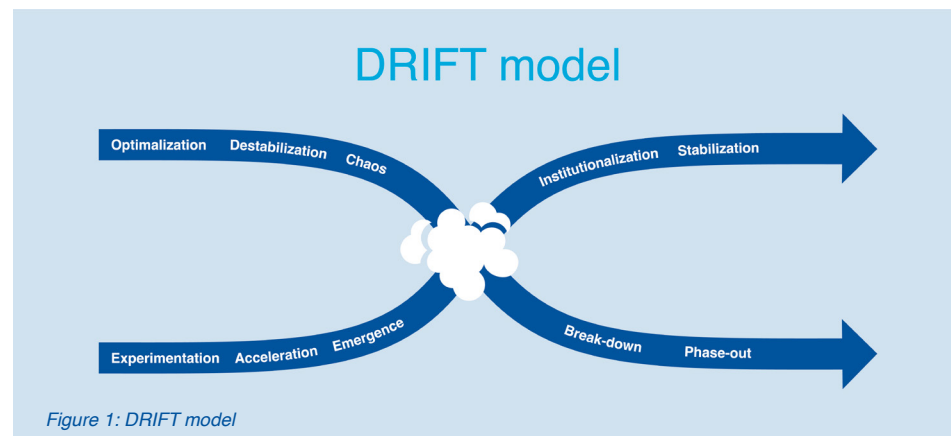 DRIFT model
Optimalization
Destabilization
Chaos
Institutionalization
Stabilization
Experimentation
Acceleration
Emergence
Break-down
Phase-out
Figure 1: DRIFT model